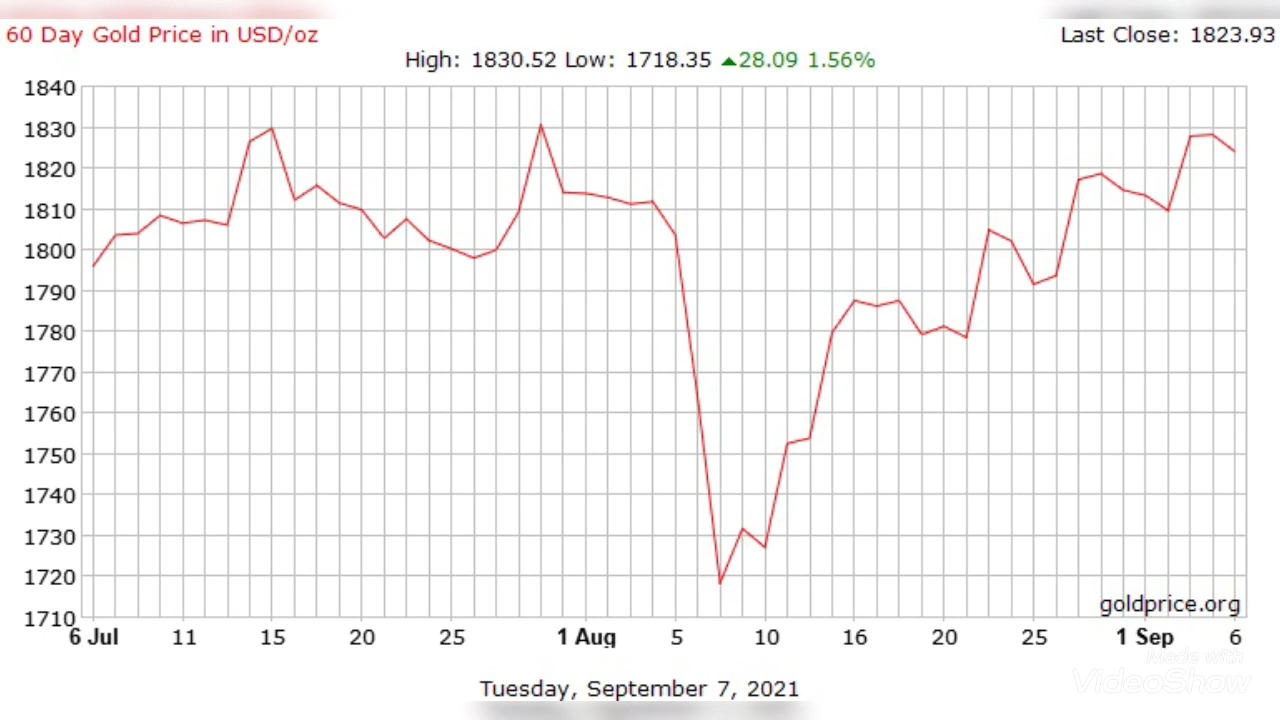 60 Day Gold Price in USD/oz
Last Close: 1823.93
High: 1830.52 Low: 1718.35 ▲28.09 1.56%
1840
1830
1820
1810
1800
1790
1780
1770
1760
1750
1740
1730
1720
1710
goldprice.org
6 Jul 11 15 20 25 1 Aug 5 10 16 20 25 1 Sep 6
Made with
VideoShow
Tuesday, September 7, 2021